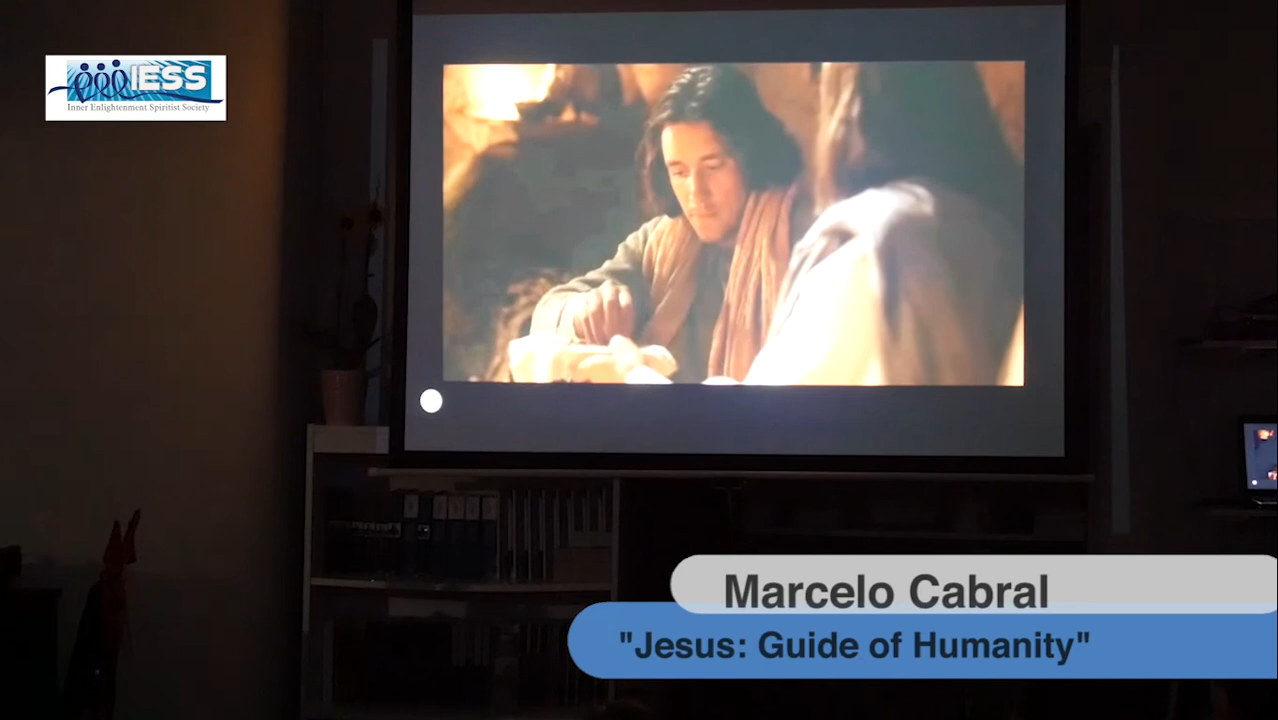 IESS
Inner Enlightenment Spiritist Society
Marcelo Cabral
"Jesus: Guide of Humanity"